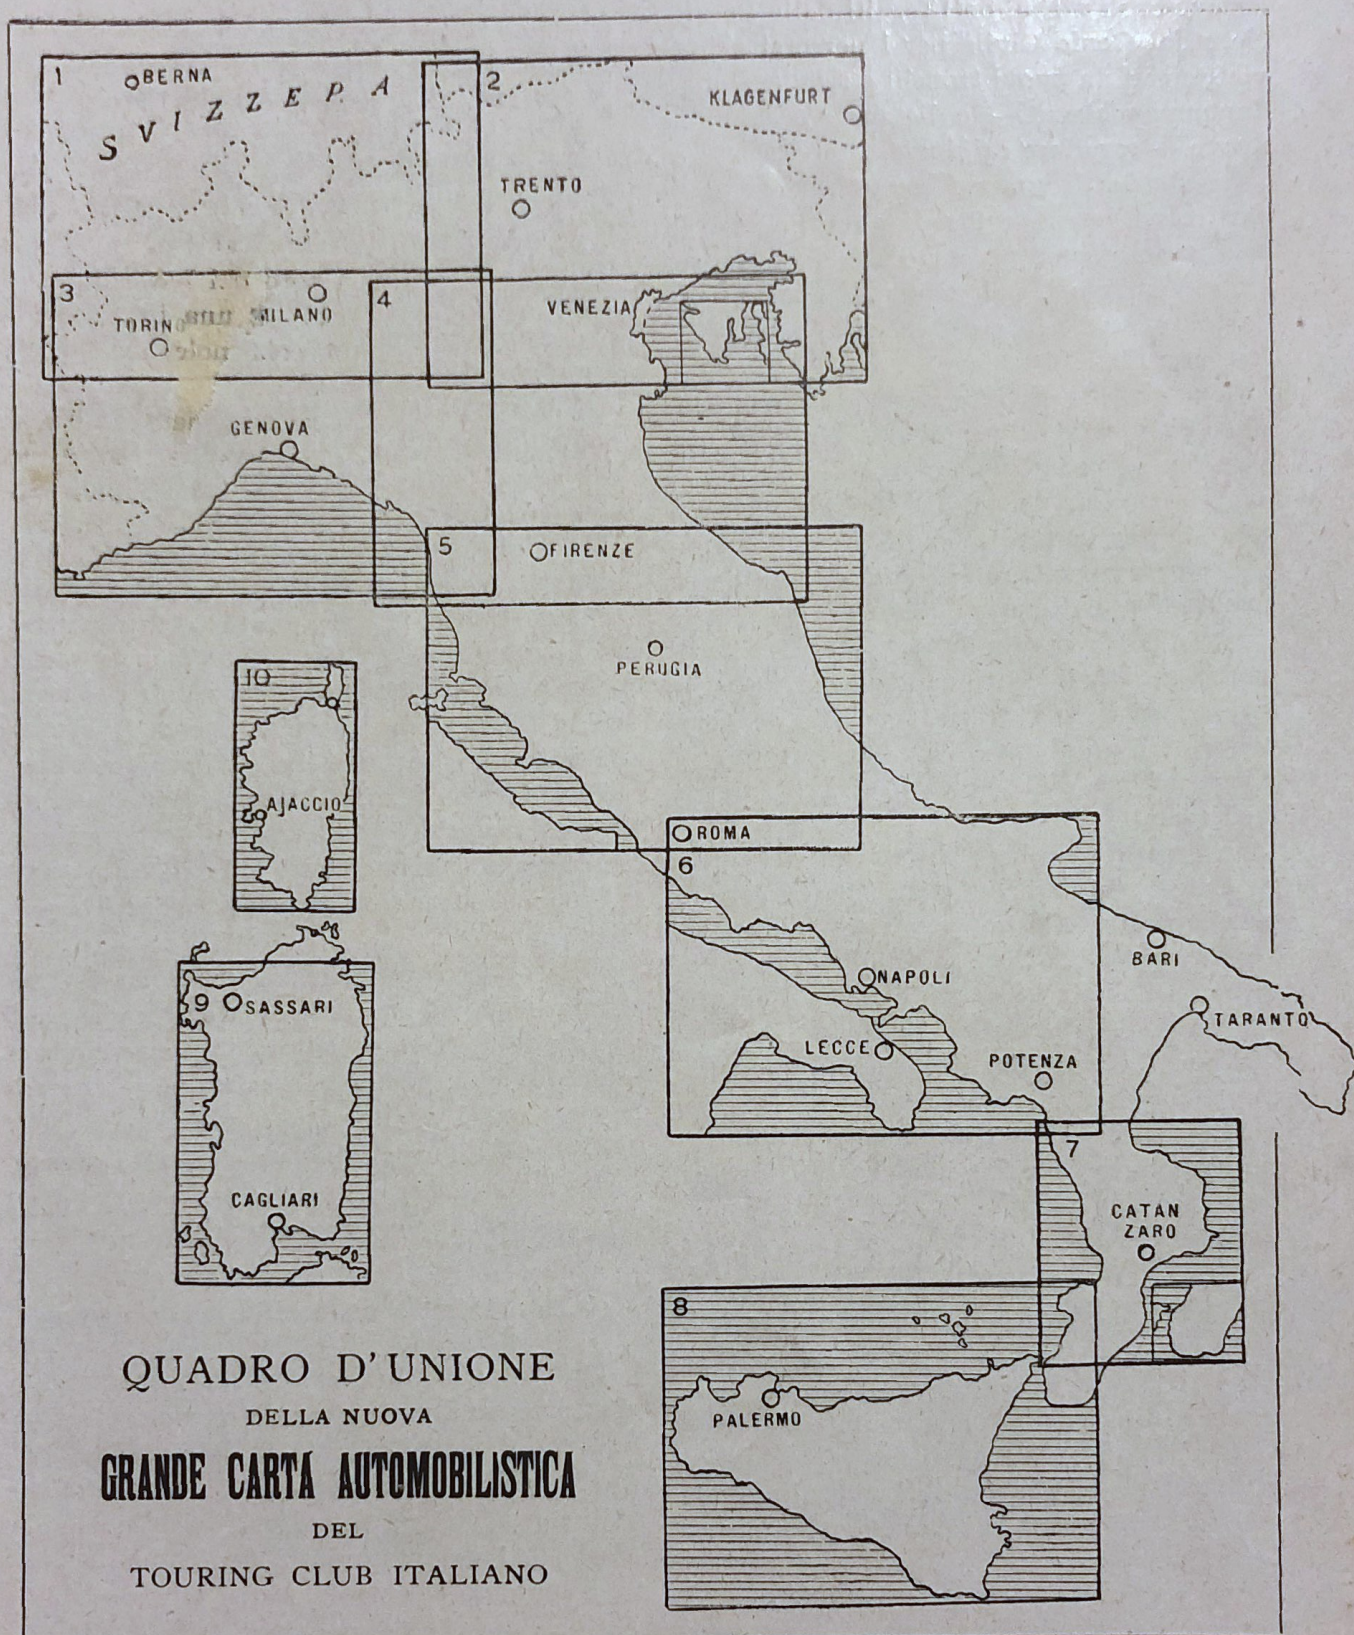 1
BERNA
SVIZZERA
2
KLAGENFURT
TRENTO
3
TORINO
MILANO
4
VENEZIA
GENOVA
5
FIRENZE
PERUGIA
10
AJACCIO
ROMA
6
BARI
NAPOLI
9
SASSARI
TARANTO
LECCE
POTENZA
7
CAGLIARI
CATAN
ZARO
8
PALERMO
QUADRO D'UNIONE
DELLA NUOVA
GRANDE CARTA AUTOMOBILISTICA
DEL
TOURING CLUB ITALIANO